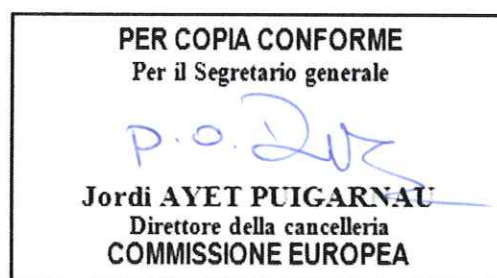 PER COPIA CONFORME
Per il Segretario generale
p.o.
Jordi AYET PUIGARNAU
Direttore della cancelleria
COMMISSIONE EUROPEA